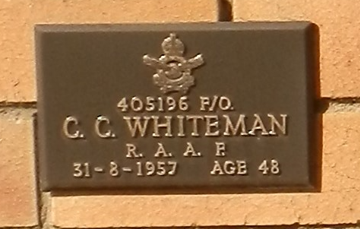 405196 F/O.
C. C. WHITEMAN
R. A. A. F.
31-8-1957 AGE 48